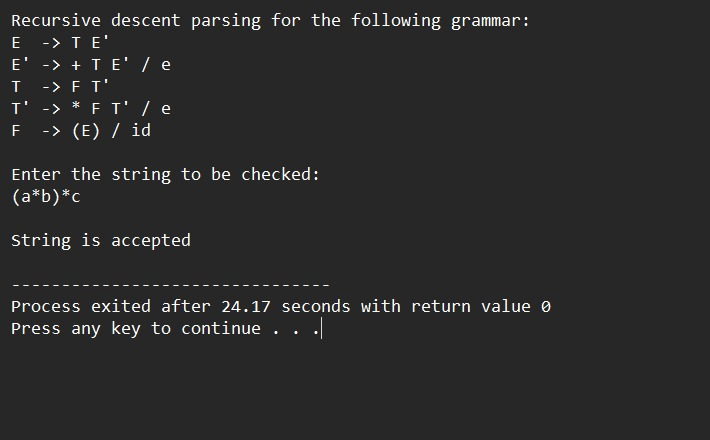 Recursive descent parsing for the following grammar:
E  -> T E'
E' -> + T E' / e
T  -> F T'
T' -> * F T' / e
F  -> (E) / id
Enter the string to be checked:
(a*b)*c
String is accepted
--------------------------------
Process exited after 24.17 seconds with return value 0
Press any key to continue . . .